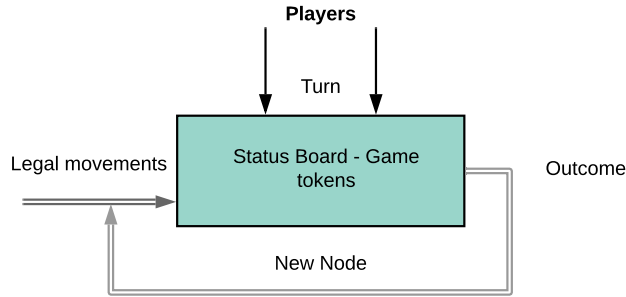 Players
Turn
Legal movements
Status Board - Game
tokens
Outcome
New Node